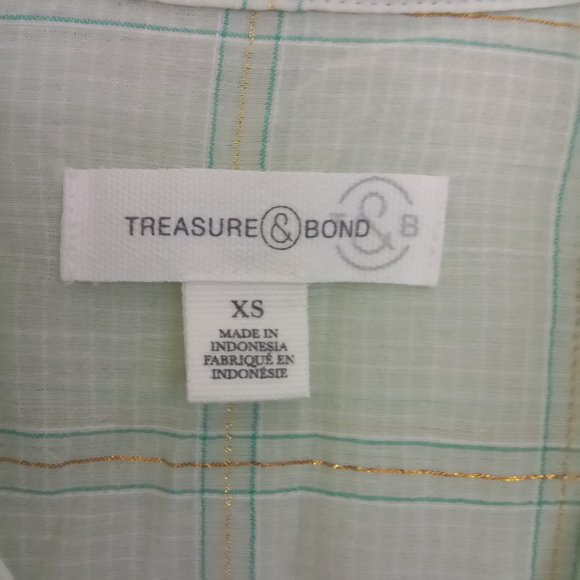 TREASURE & BOND T & B
XS
MADE IN
INDONESIA
FABRIQUÉ EN
INDONÉSIE